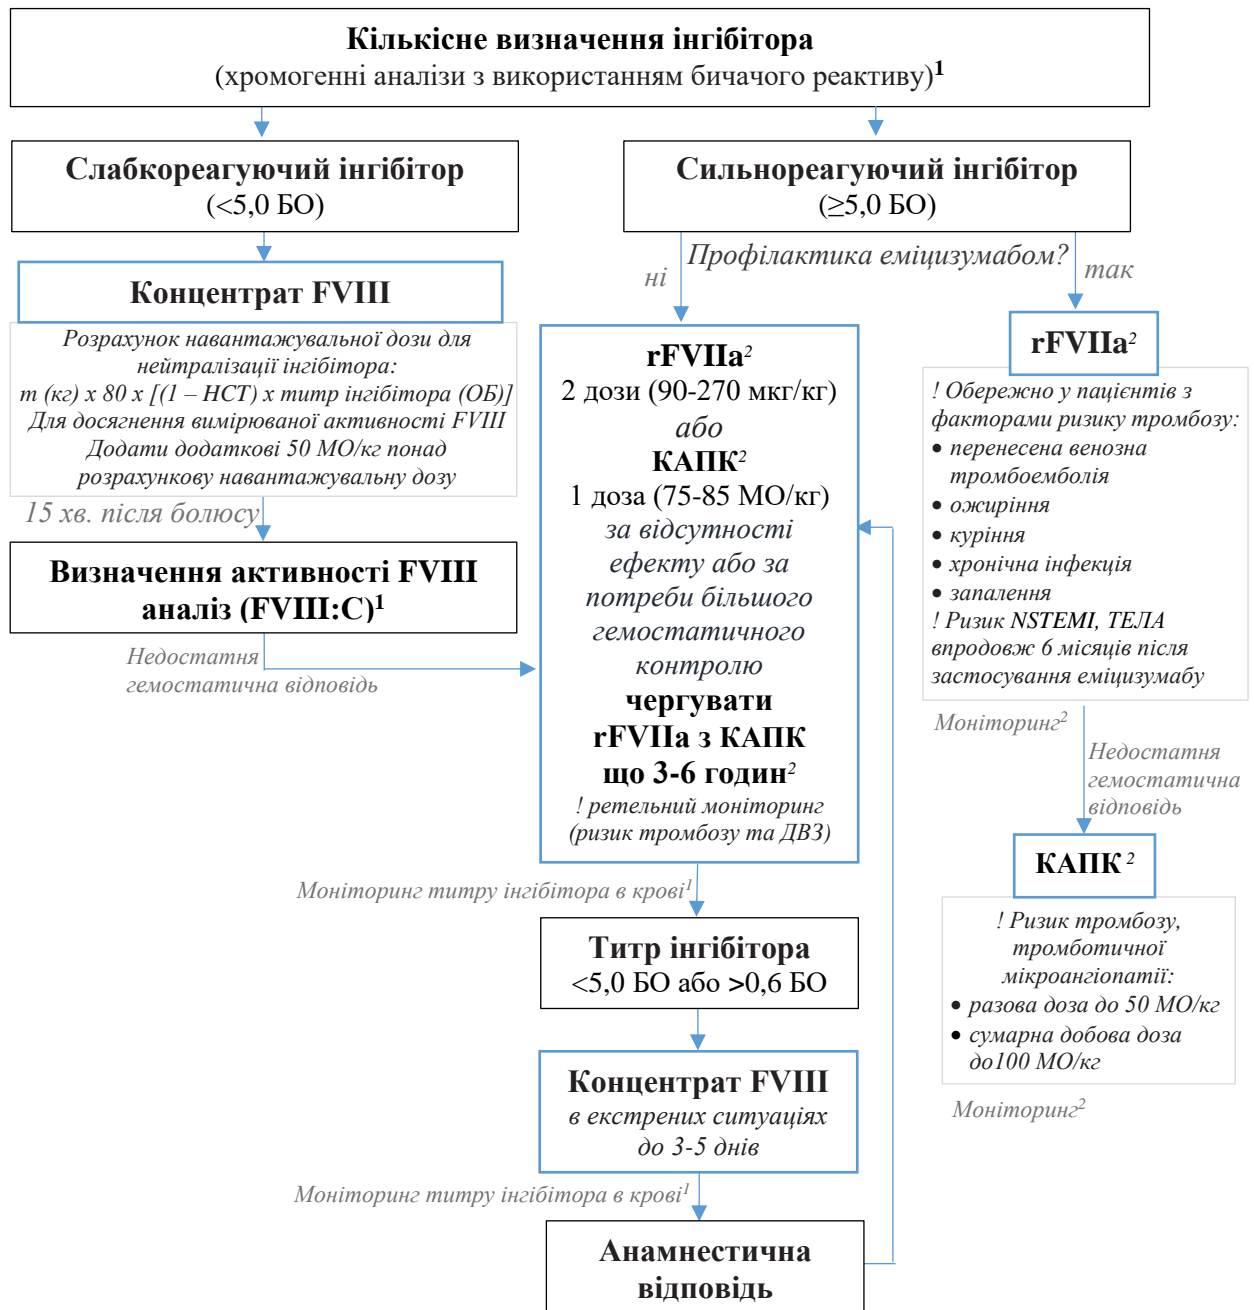 Кількісне визначення інгібітора
(хромогенні аналізи з використанням бичачого реактиву)1
Слабкореагуючий інгібітор
(<5,0 БО)
Сильнореагуючий інгібітор
(≥5,0 БО)
Профілактика еміцизумабом?
ні
так
Концентрат FVIII
Розрахунок навантажувальної дози для
нейтралізації інгібітора:
m (кг) x 80 x [(1 – НСТ) x титр інгібітора (ОБ)]
Для досягнення вимірюваної активності FVIII
Додати додаткові 50 МО/кг понад
розрахункову навантажувальну дозу
15 хв. після болюсу
Визначення активності FVIII
аналіз (FVIII:C)1
Недостатня
гемостатична відповідь
rFVIIa2
2 дози (90-270 мкг/кг)
або
КАПК2
1 доза (75-85 МО/кг)
за відсутності
ефекту або за
потреби більшого
гемостатичного
контролю
чергувати
rFVIIa з КАПК
що 3-6 годин2
! ретельний моніторинг
(ризик тромбозу та ДВЗ)
Моніторинг титру інгібітора в крові1
Титр інгібітора
<5,0 БО або >0,6 БО
Концентрат FVIII
в екстрених ситуаціях
до 3-5 днів
Моніторинг титру інгібітора в крові1
Анамнестична
відповідь
rFVIIa2
! Обережно у пацієнтів з
факторами ризику тромбозу:
• перенесена венозна
тромбоемболія
• ожиріння
• куріння
• хронічна інфекція
• запалення
! Ризик NSTEMI, ТЕЛА
впродовж 6 місяців після
застосування еміцизумабу
Моніторинг2
Недостатня
гемостатична
відповідь
КАПК 2
! Ризик тромбозу,
тромботичної
мікроангіопатії:
• разова доза до 50 МО/кг
• сумарна добова доза
до100 МО/кг
Моніторинг2